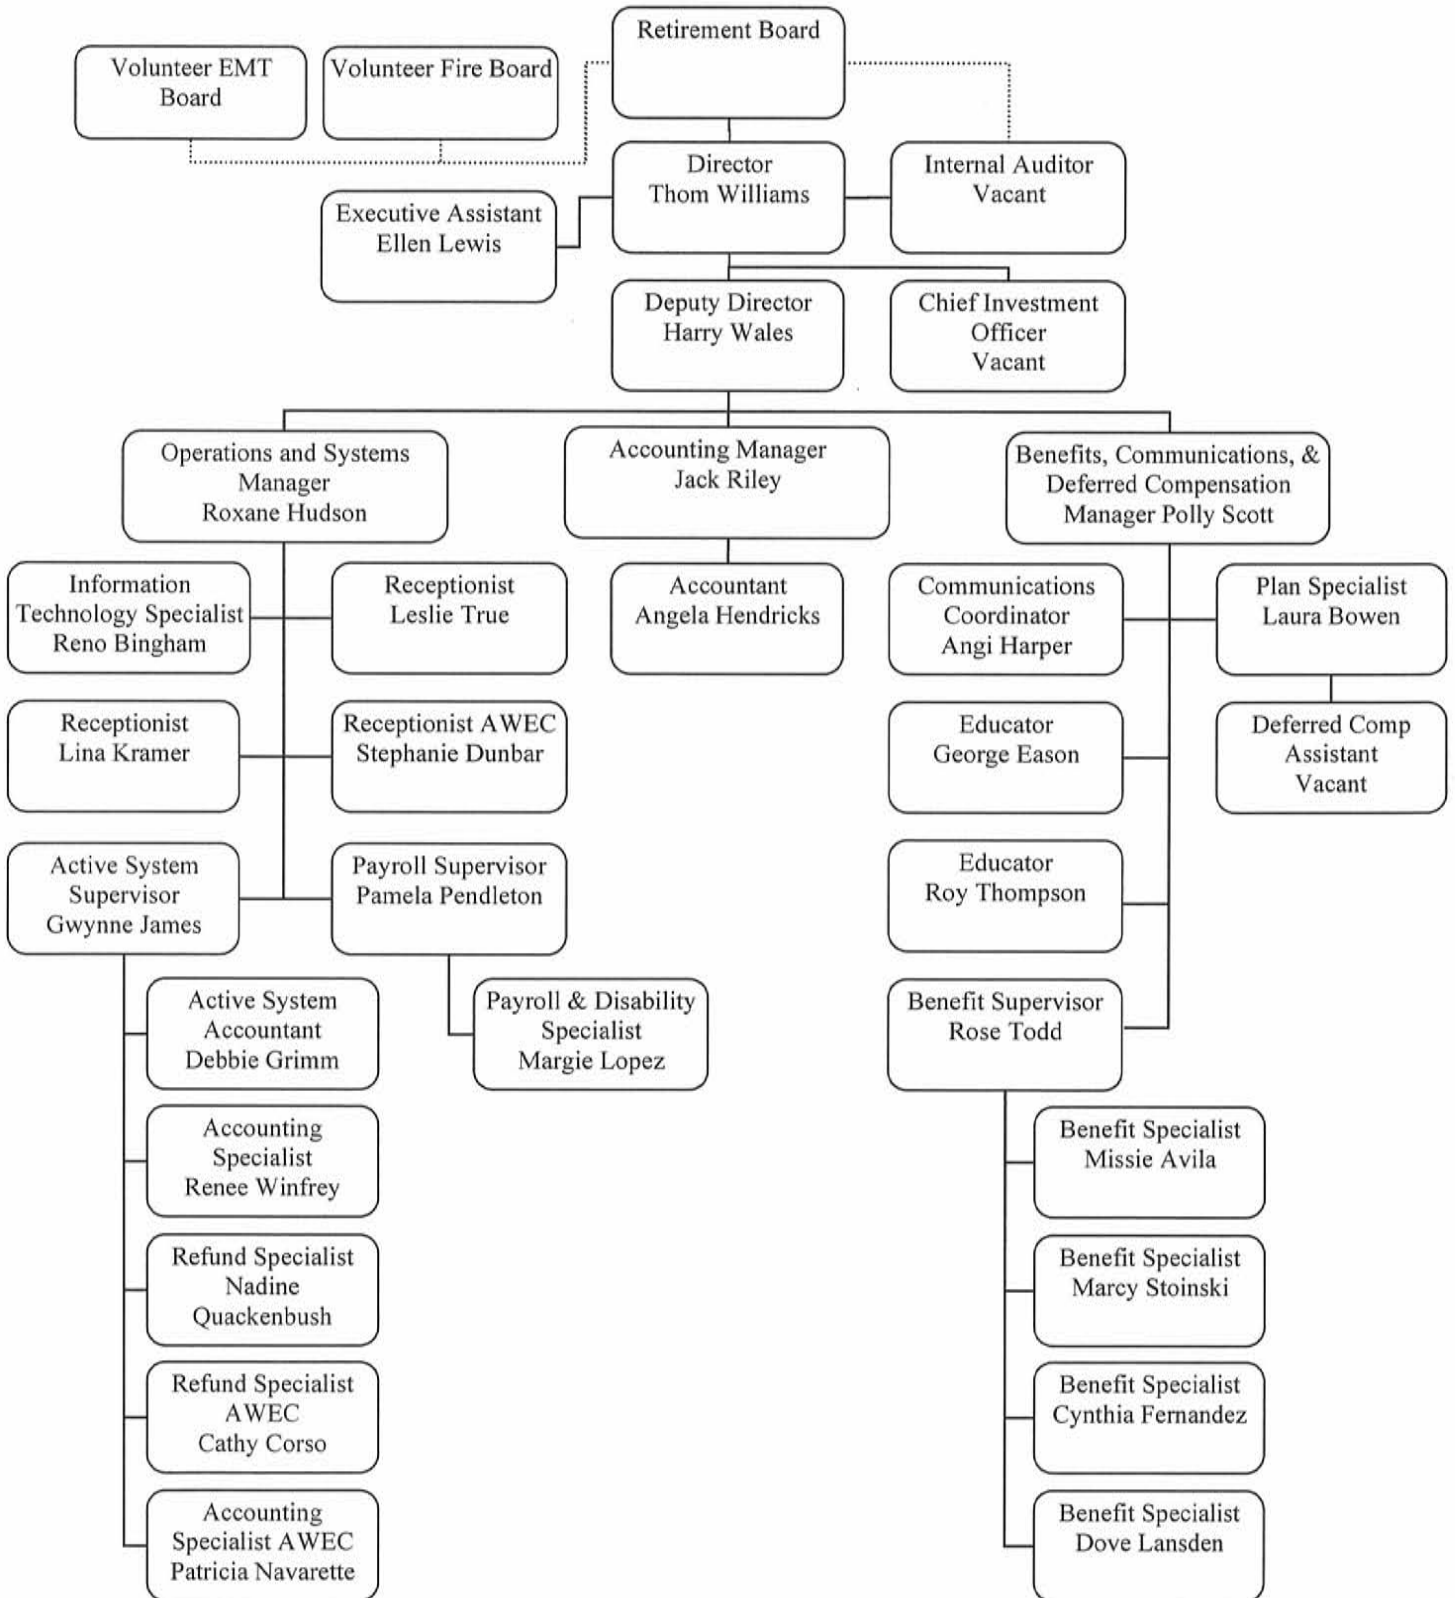 Retirement Board
Volunteer EMT
Board
Volunteer Fire Board
Director
Thom Williams
Internal Auditor
Vacant
Executive Assistant
Ellen Lewis
Deputy Director
Harry Wales
Chief Investment
Officer
Vacant
Operations and Systems
Manager
Roxane Hudson
Accounting Manager
Jack Riley
Benefits, Communications, &
Deferred Compensation
Manager Polly Scott
Information
Technology Specialist
Reno Bingham
Receptionist
Leslie True
Accountant
Angela Hendricks
Communications
Coordinator
Angi Harper
Plan Specialist
Laura Bowen
Receptionist
Lina Kramer
Receptionist AWEC
Stephanie Dunbar
Educator
George Eason
Deferred Comp
Assistant
Vacant
Active System
Supervisor
Gwynne James
Payroll Supervisor
Pamela Pendleton
Educator
Roy Thompson
Active System
Accountant
Debbie Grimm
Payroll & Disability
Specialist
Margie Lopez
Benefit Supervisor
Rose Todd
Accounting
Specialist
Renee Winfrey
Benefit Specialist
Missie Avila
Refund Specialist
Nadine
Quackenbush
Benefit Specialist
Marcy Stoinski
Refund Specialist
AWEC
Cathy Corso
Benefit Specialist
Cynthia Fernandez
Accounting
Specialist AWEC
Patricia Navarette
Benefit Specialist
Dove Lansden